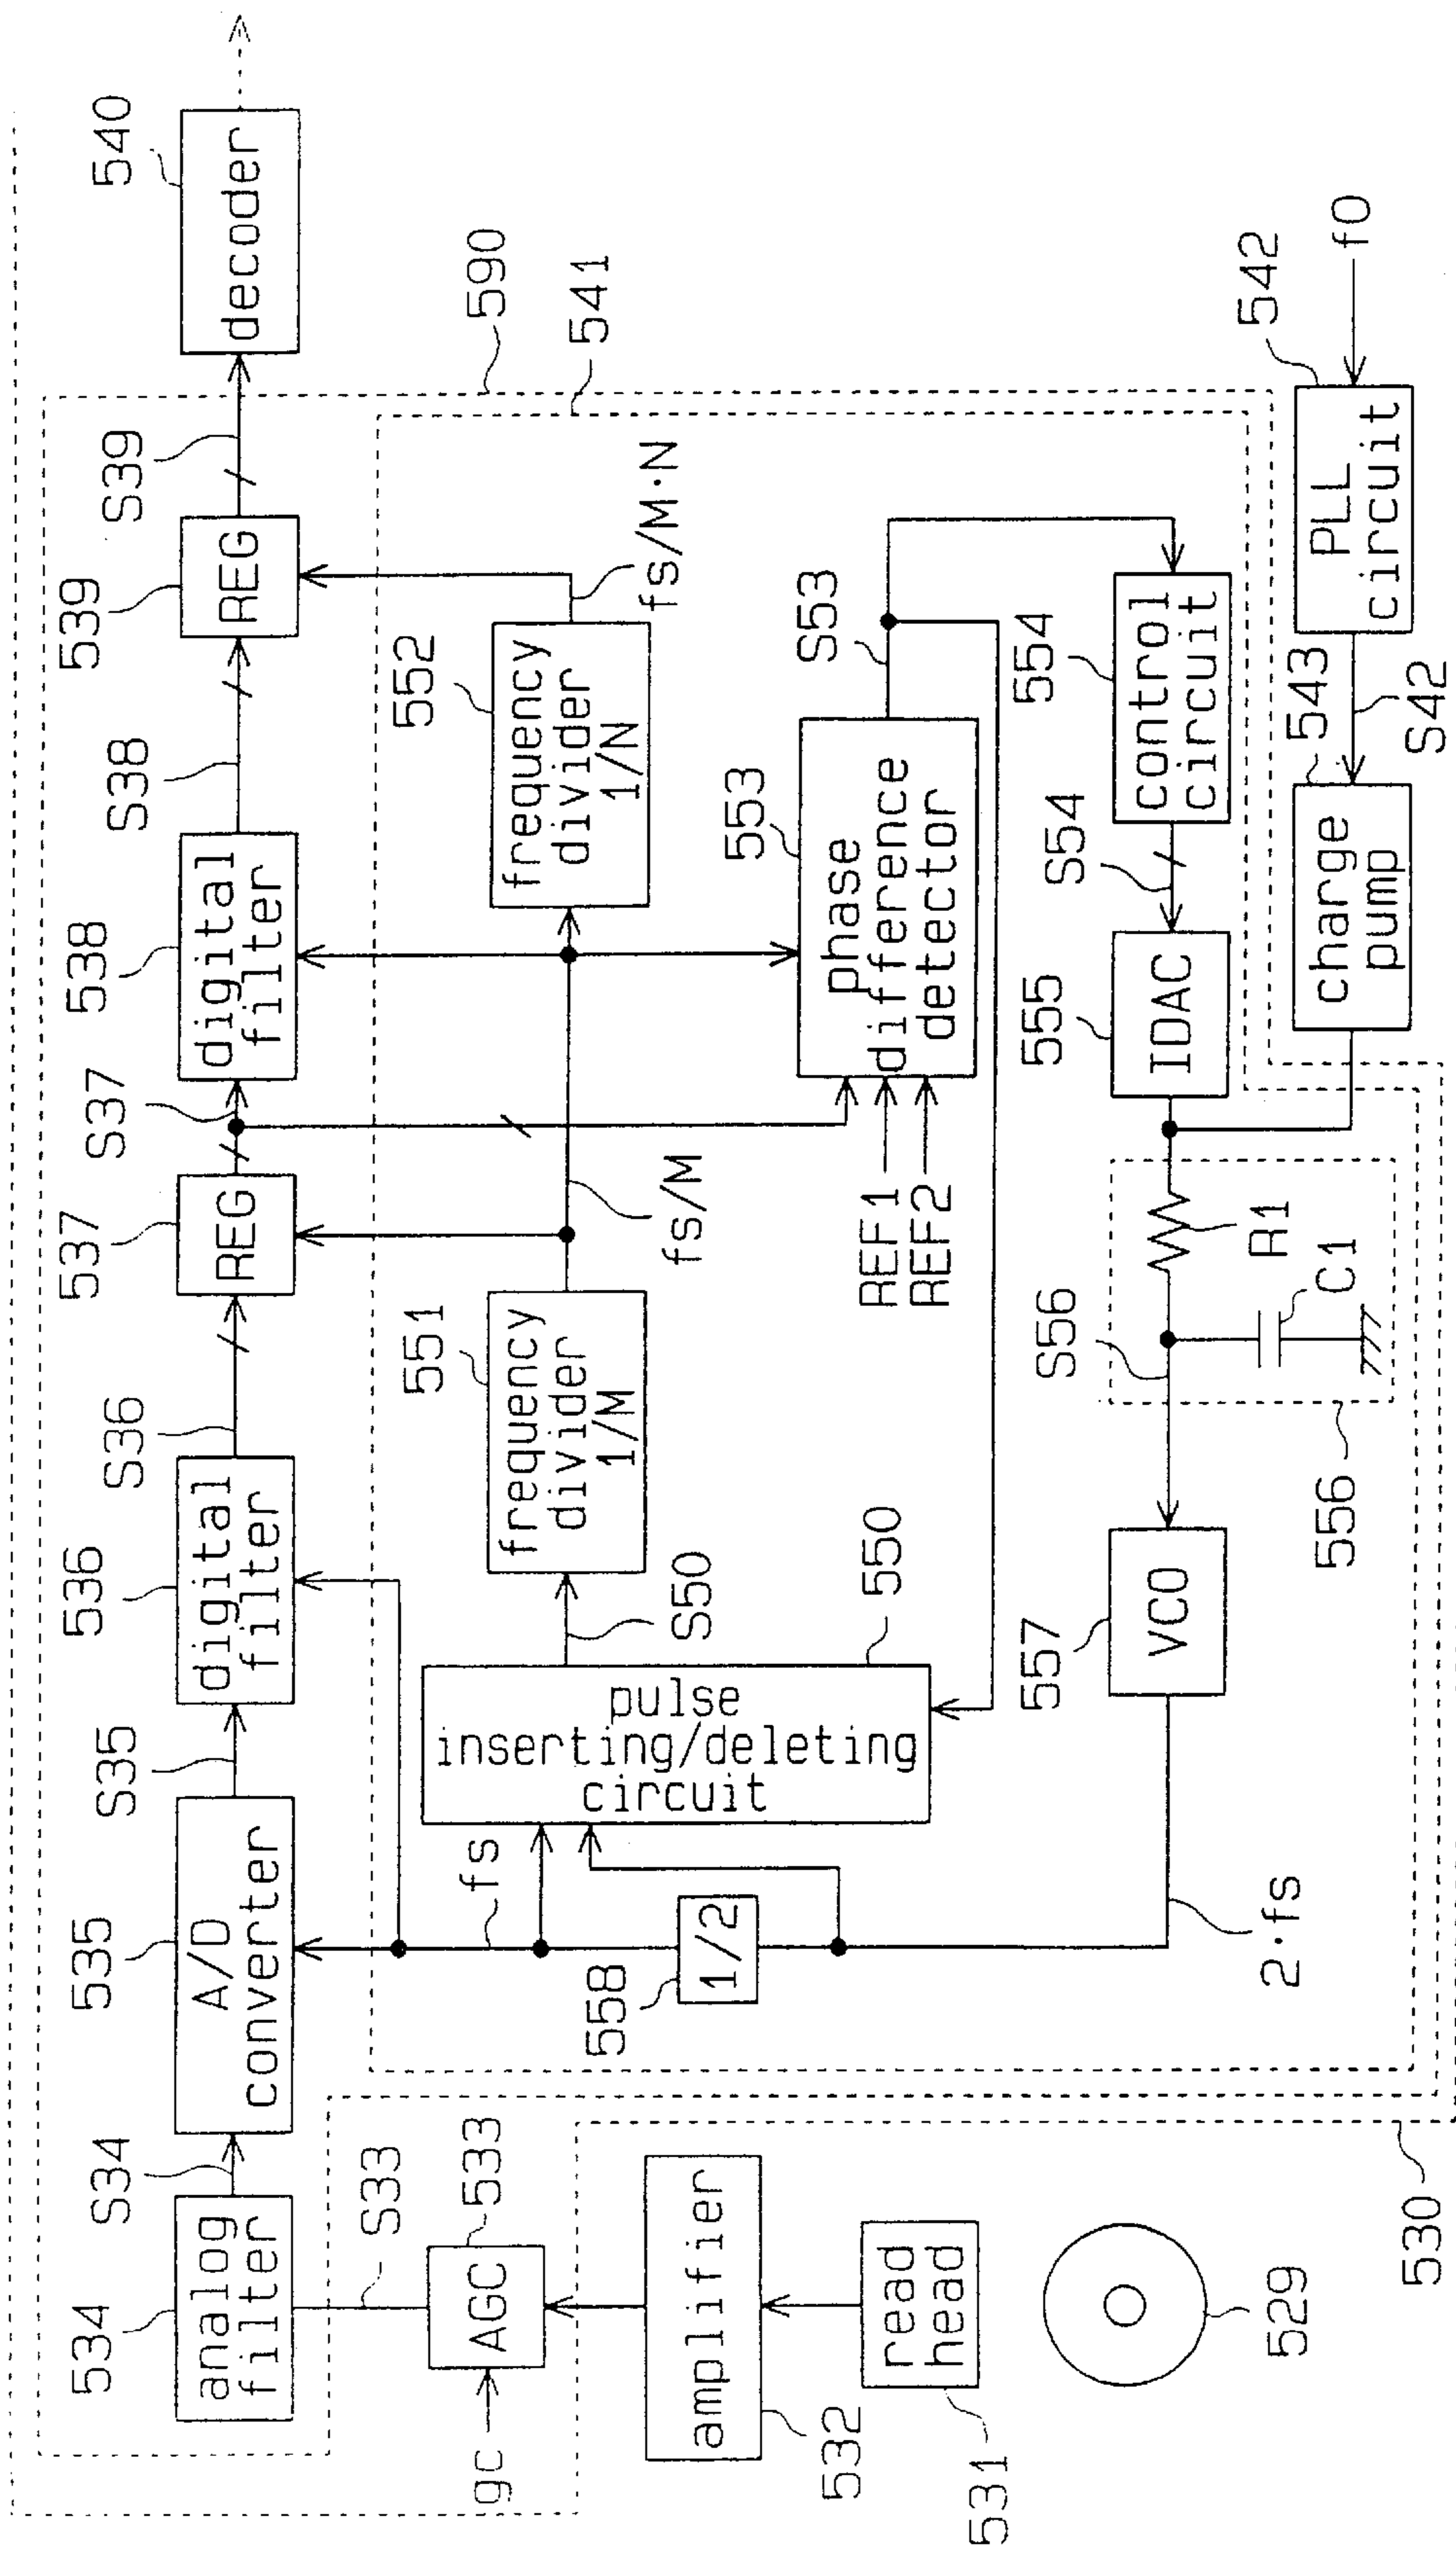 534
analog
filter
S34
535
A/D
converter
S35
536
digital
filter
S36
537
REG
S37
538
digital
filter
S38
539
REG
S39
540
decoder
590
541
S33
533
AGC
gc
fs
558
1/2
pulse
inserting/deleting
circuit
550
S50
551
frequency
divider
1/M
fs/M
552
frequency
divider
1/N
fs/M·N
REF1
REF2
553
phase
difference
detector
S53
532
amplifier
531
read
head
529
530
2·fs
557
VCO
S56
R1
C1
556
555
IDAC
S54
554
control
circuit
543
charge
pump
S42
542
PLL
circuit
f0